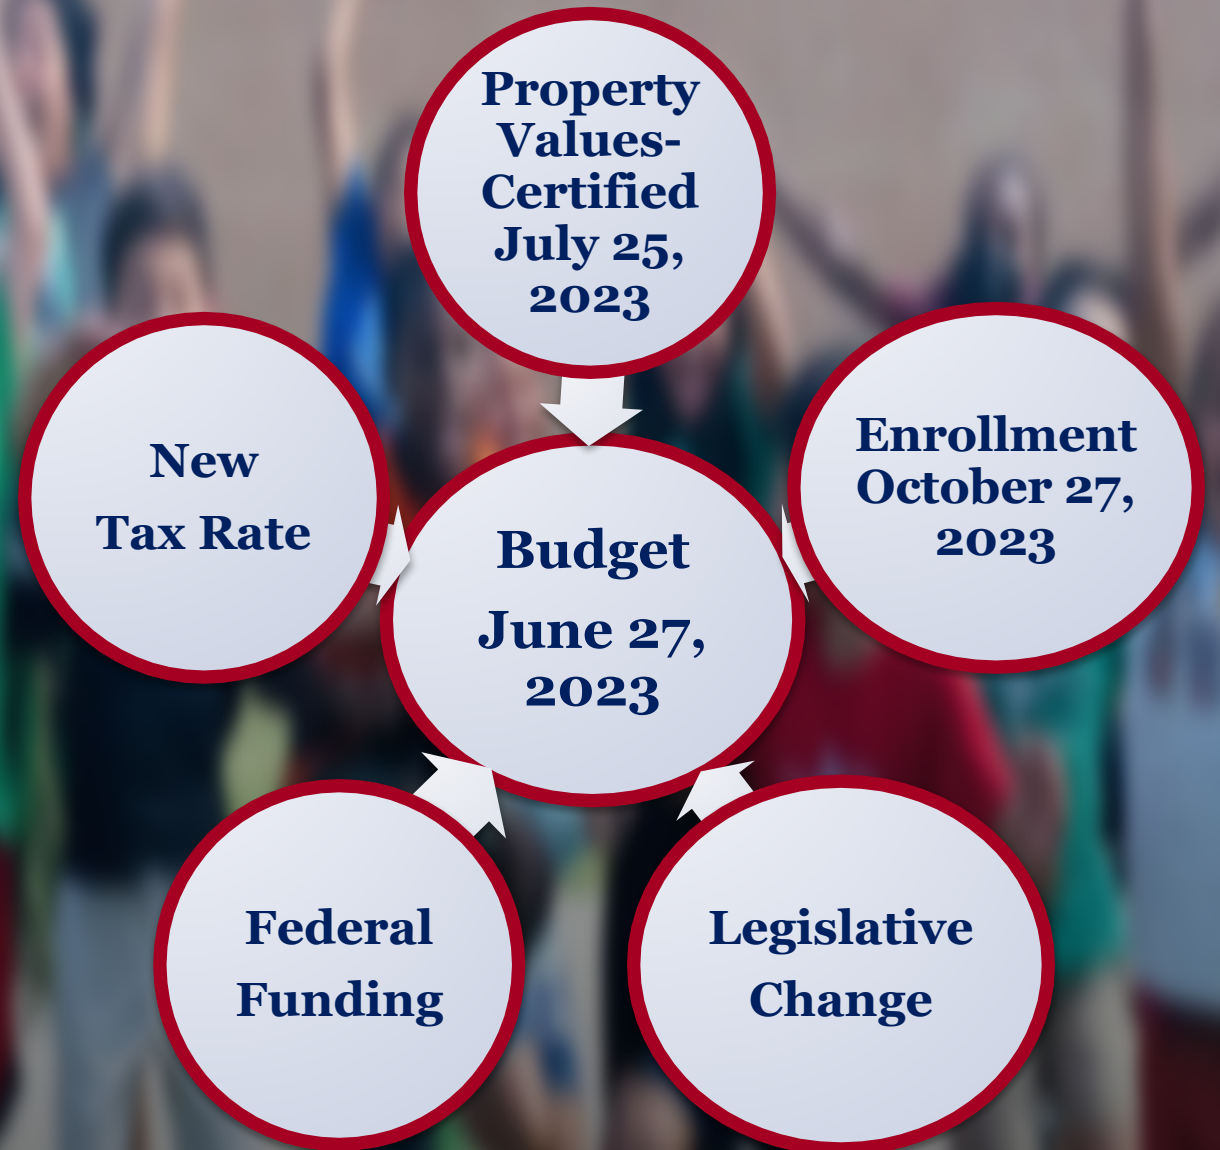 Property
Values-
Certified
July 25,
2023
New
Tax Rate
Enrollment
October 27,
2023
Budget
June 27,
2023
Federal
Funding
Legislative
Change